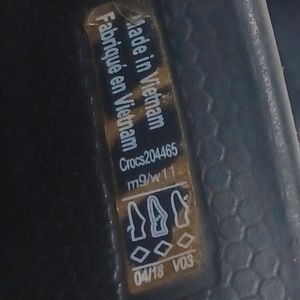 Made in Vietnam
Fabriqué en Vietnam
Crocs204465
m9/w11
04/18 V03